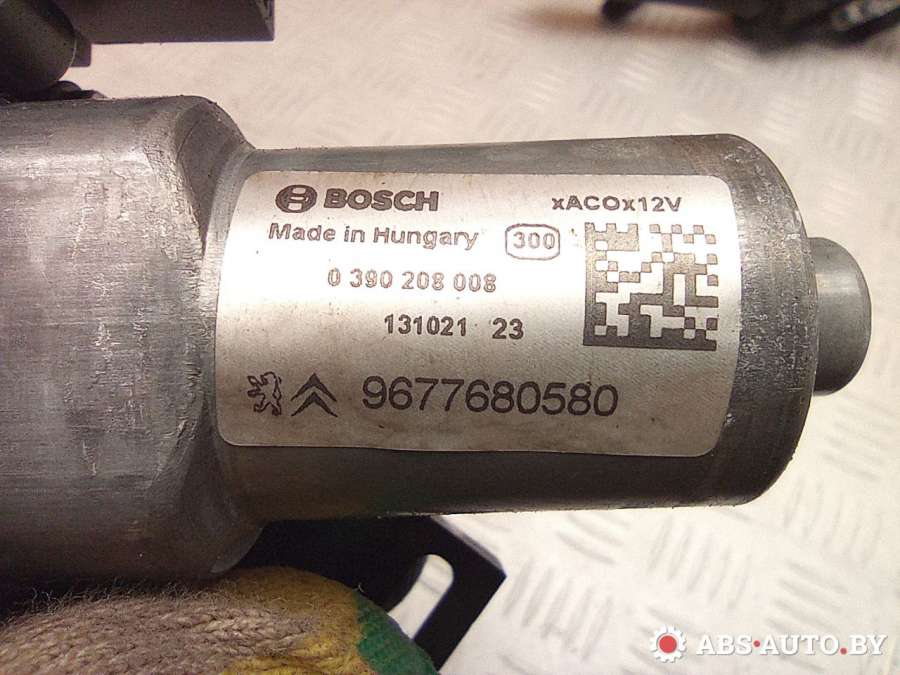 BOSCH xACOx12V
Made in Hungary 300
0 390 208 008
131021 23
9677680580
ABS-AUTO.BY